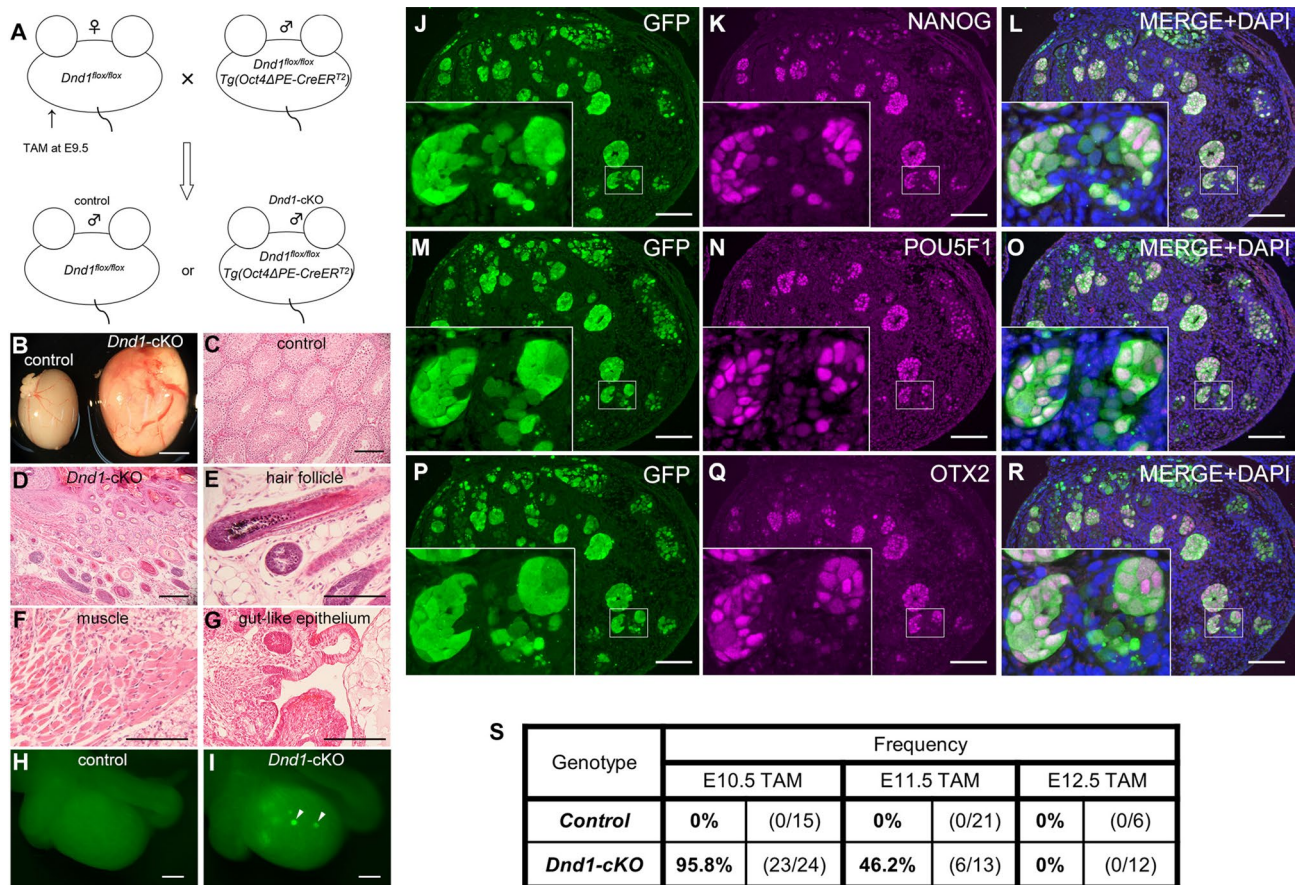 A
♀
♂
Dnd1flox/flox
×
Dnd1flox/flox
Tg(Oct4ΔPE-CreERT2)
↑
TAM at E9.5
control
♂
Dnd1-cKO
♂
Dnd1flox/flox
or
Dnd1flox/flox
Tg(Oct4ΔPE-CreERT2)
B
control
Dnd1-cKO
C
control
D
Dnd1-cKO
E
hair follicle
F
muscle
G
gut-like epithelium
H
control
I
Dnd1-cKO
J
GFP
K
NANOG
L
MERGE+DAPI
M
GFP
N
POU5F1
O
MERGE+DAPI
P
GFP
Q
OTX2
R
MERGE+DAPI
S
Genotype
Frequency
E10.5 TAM
E11.5 TAM
E12.5 TAM
Control
0%
(0/15)
0%
(0/21)
0%
(0/6)
Dnd1-cKO
95.8%
(23/24)
46.2%
(6/13)
0%
(0/12)